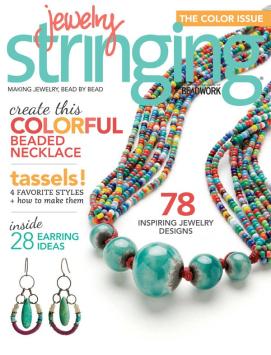 THE COLOR ISSUE
jewelry
stringing
MAKING JEWELRY, BEAD BY BEAD
BEADWORK
create this
COLORFUL
BEADED
NECKLACE
tassels!
4 FAVORITE STYLES
+ how to make them
78
INSPIRING JEWELRY
DESIGNS
inside
28 EARRING
IDEAS